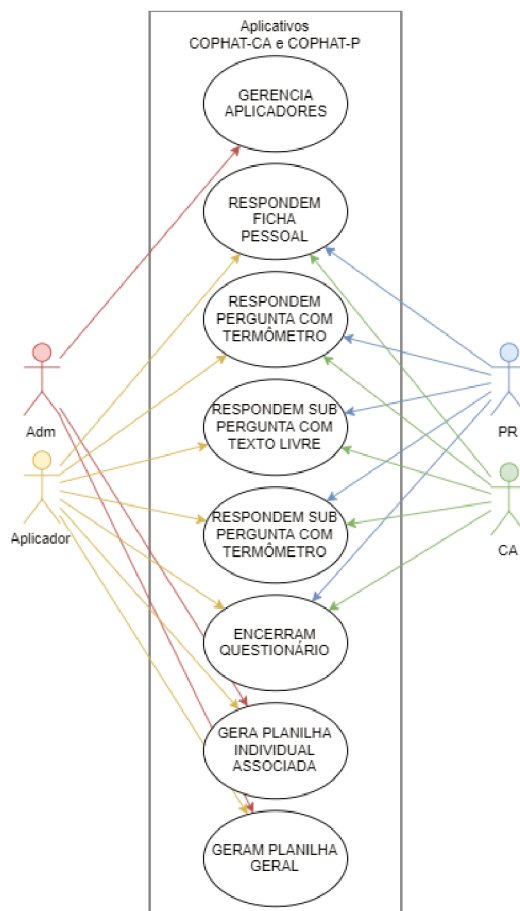 Aplicativos
COPHAT-CA e COPHAT-P
GERENCIA
APLICADORES
RESPONDEM
FICHA
PESSOAL
RESPONDEM
PERGUNTA COM
TERMÔMETRO
Adm
PR
RESPONDEM SUB
PERGUNTA COM
TEXTO LIVRE
Aplicador
CA
RESPONDEM SUB
PERGUNTA COM
TERMÔMETRO
ENCERRAM
QUESTIONÁRIO
GERA PLANILHA
INDIVIDUAL
ASSOCIADA
GERAM PLANILHA
GERAL